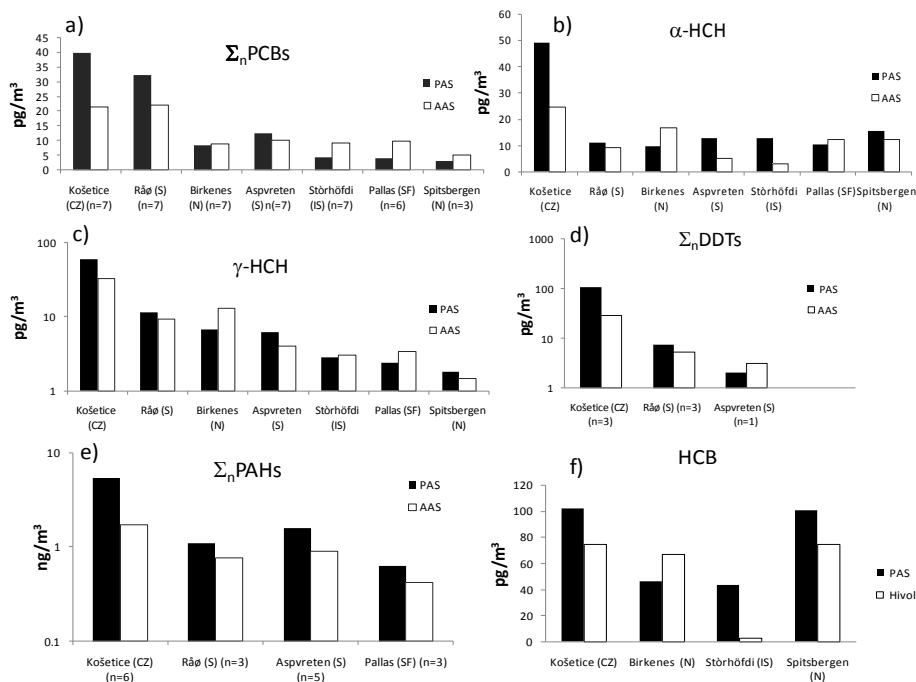 a)
ΣnPCBs
pg/m³
45
40
35
30
25
20
15
10
5
0
PAS
AAS
Košetice Råø (S) Birkenes Aspvreten Stòrhöfdi Pallas (SF) Spitsbergen
(CZ) (n=7) (n=7) (N) (n=7) (S) n(=7) (IS) (n=7) (n=6) (N) (n=3)
b)
α-HCH
pg/m³
60
50
40
30
20
10
0
PAS
AAS
Košetice Råø (S) Birkenes Aspvreten Stòrhöfdi Pallas (SF) Spitsbergen
(CZ) (N) (S) (IS) (N)
c)
γ-HCH
pg/m³
100
10
1
PAS
AAS
Košetice Råø (S) Birkenes Aspvreten Stòrhöfdi Pallas (SF) Spitsbergen
(CZ) (N) (S) (IS) (N)
d)
ΣnDDTs
pg/m³
1000
100
10
1
PAS
AAS
Košetice (CZ) Råø (S) (n=3) Aspvreten (S)
(n=3) (n=1)
e)
ΣnPAHs
ng/m³
10
1
0.1
PAS
AAS
Košetice (CZ) Råø (S) (n=3) Aspvreten (S) Pallas (SF) (n=3)
(n=6) (n=5)
f)
HCB
pg/m³
120
100
80
60
40
20
0
PAS
Hivol
Košetice (CZ) Birkenes (N) Stòrhöfdi (IS) Spitsbergen
(N)